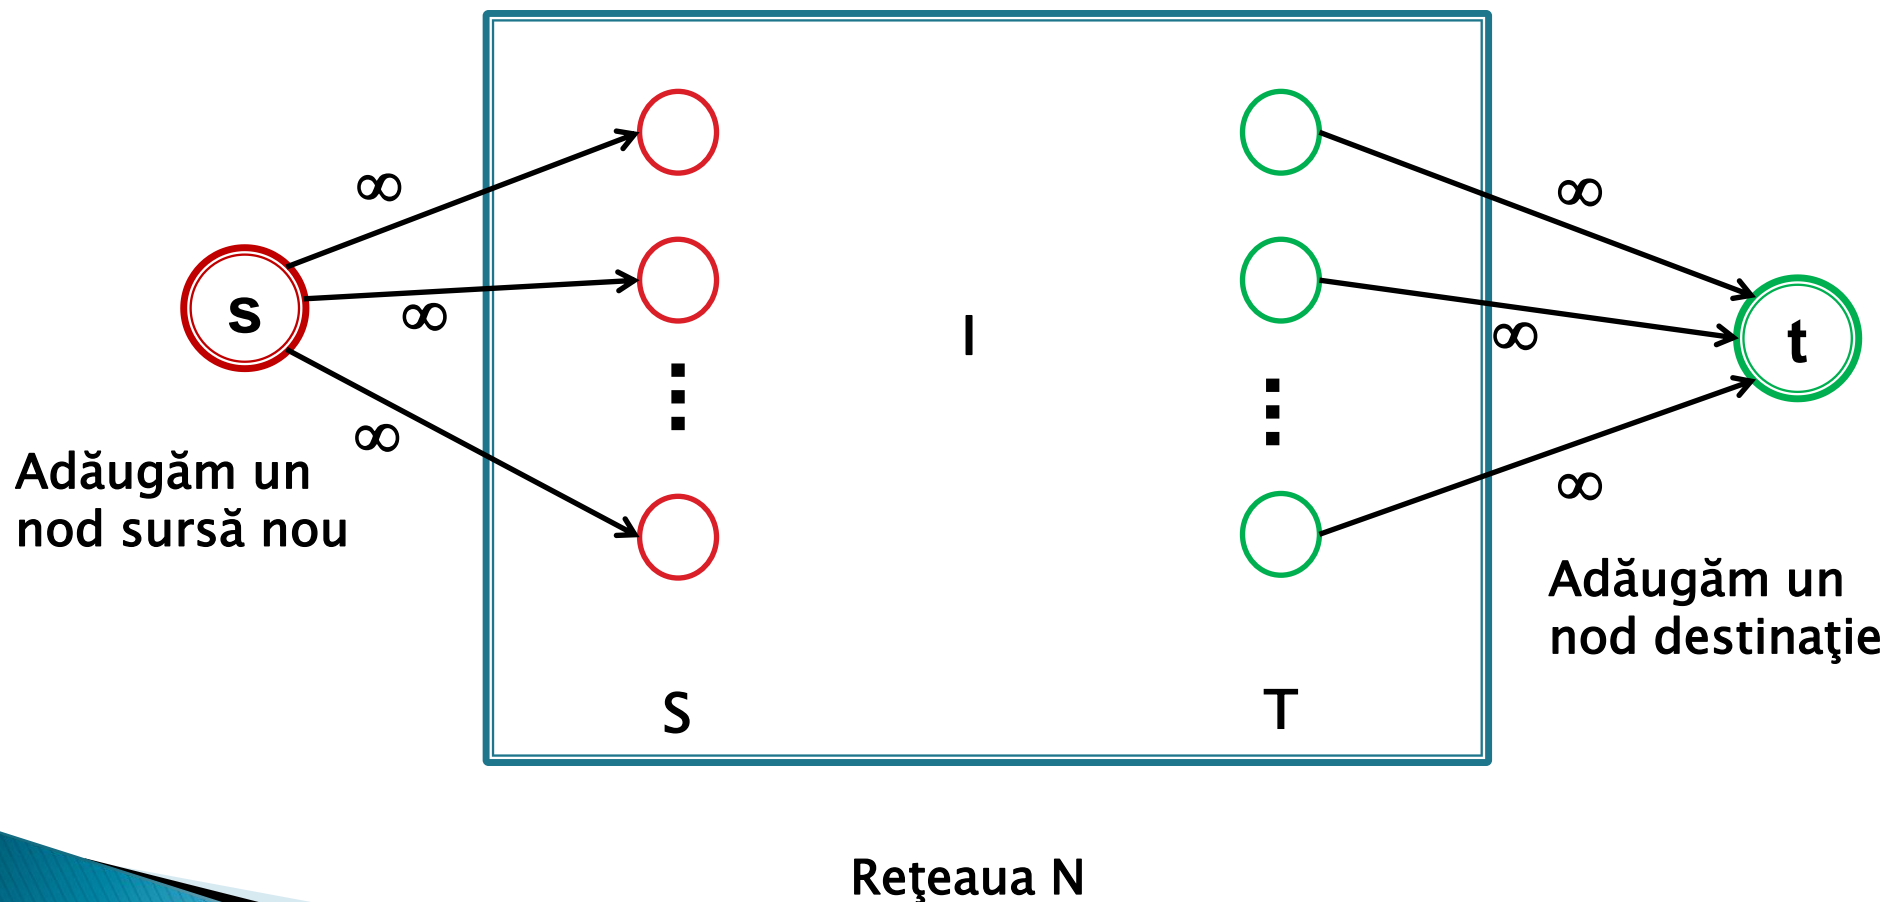 ∞
∞
s
∞
∞
I
∞
t
∞
Adăugăm un
nod sursă nou
Adăugăm un
nod destinaţie
S
T
Reţeaua N